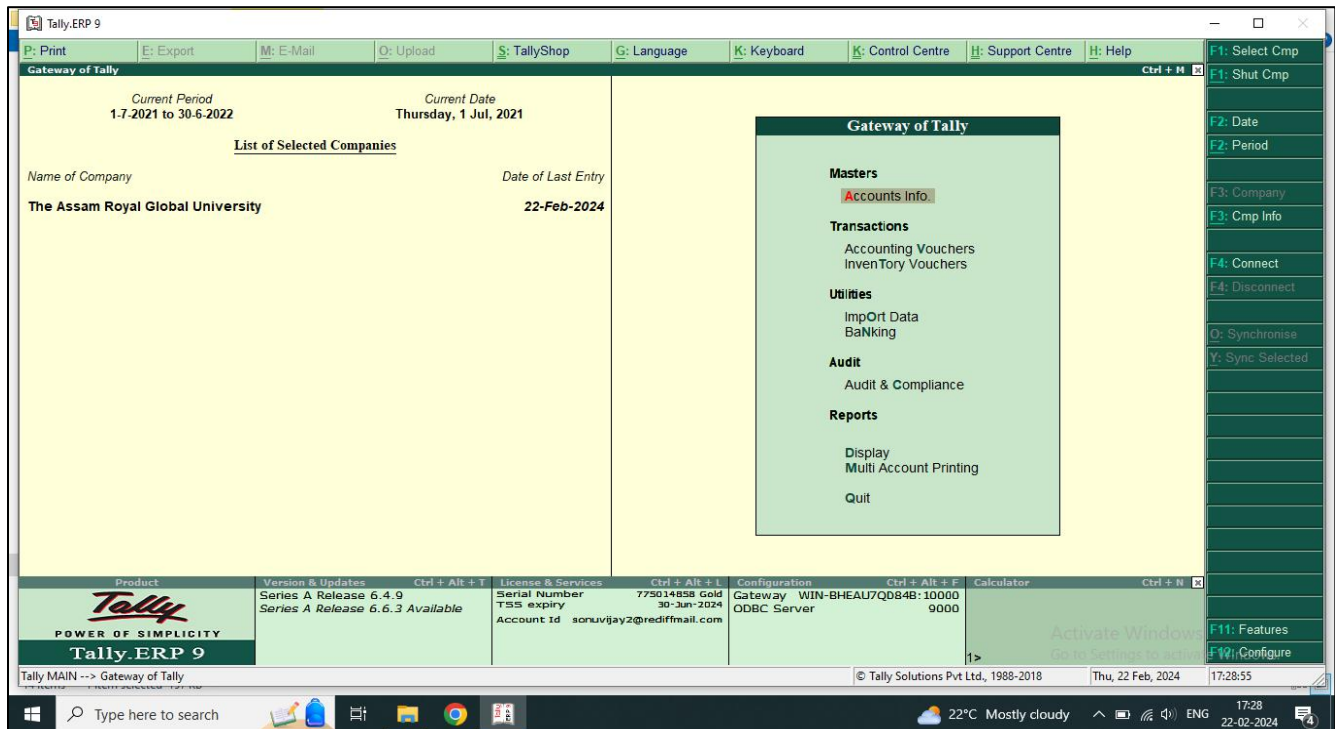 Tally.ERP 9
P: Print E: Export M: E-Mail O: Upload S: TallyShop G: Language K: Keyboard K: Control Centre H: Support Centre H: Help
F1: Select Cmp
Gateway of Tally Ctrl + M
F1: Shut Cmp
Current Period Current Date
1-7-2021 to 30-6-2022 Thursday, 1 Jul, 2021
List of Selected Companies
Name of Company Date of Last Entry
The Assam Royal Global University 22-Feb-2024
Gateway of Tally
Masters
Accounts Info.
Transactions
Accounting Vouchers
InvenTory Vouchers
Utilities
ImpOrt Data
BaNking
Audit
Audit & Compliance
Reports
Display
Multi Account Printing
Quit
F2: Date
F2: Period
F3: Company
F3: Cmp Info
F4: Connect
F4: Disconnect
O: Synchronise
Y: Sync Selected
F11: Features
F12: Configure
Product
Tally
POWER OF SIMPLICITY
Tally.ERP 9
Version & Updates Ctrl + Alt + T
Series A Release 6.4.9
Series A Release 6.6.3 Available
License & Services Ctrl + Alt + L
Serial Number 775014858 Gold
TSS expiry 30-Jun-2024
Account Id sonuvijay2@rediffmail.com
Configuration Ctrl + Alt + F
Gateway WIN-BHEAU7QD84B:10000
ODBC Server 9000
Calculator Ctrl + N
1>
Activate Windows
Go to Settings to activate Windows.
Tally MAIN --> Gateway of Tally © Tally Solutions Pvt Ltd., 1988-2018 Thu, 22 Feb, 2024 17:28:55
Type here to search 22°C Mostly cloudy ENG 17:28
22-02-2024
4